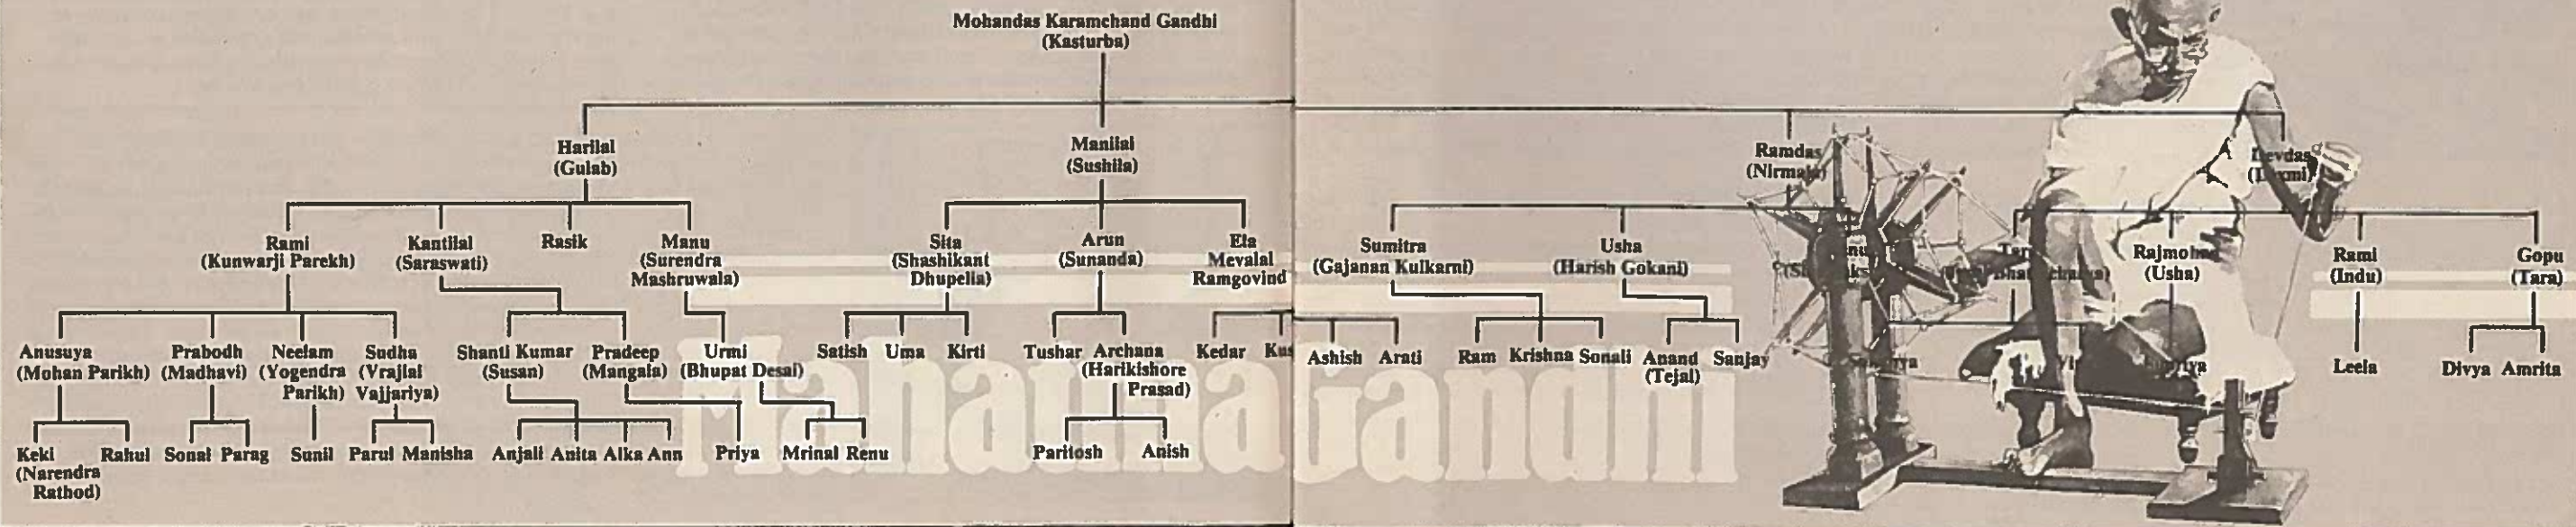 Mohandas Karamchand Gandhi
(Kasturba)
Harilal
(Gulab)
Manilal
(Sushila)
Ramdas
(Nirmala)
Devdas
(Laxmi)
Rami
(Kunwarji Parekh)
Kantilal
(Saraswati)
Rasik
Manu
(Surendra
Mashruwala)
Sita
(Shashikant
Dhupelia)
Arun
(Sunanda)
Ela
Mevalal
Ramgovind
Sumitra
(Gajanan Kulkarni)
Usha
(Harish Gokani)
Rajmohan
(Usha)
Rami
(Indu)
Gopu
(Tara)
Anusuya
(Mohan Parikh)
Prabodh
(Madhavi)
Neelam
(Yogendra
Parikh)
Sudha
(Vrajlal
Vajjariya)
Shanti Kumar
(Susan)
Pradeep
(Mangala)
Urmi
(Bhupat Desai)
Satish Uma Kirti
Tushar Archana
(Harikishore
Prasad)
Kedar Kus
Ashish Arati
Ram Krishna Sonali
Anand
(Tejal)
Sanjay
Leela
Divya Amrita
Keki
(Narendra
Rathod)
Rahul
Sonal Parag
Sunil
Parul Manisha
Anjali Anita Alka Ann
Priya
Mrinal Renu
Paritosh
Anish
Mahatma Gandhi